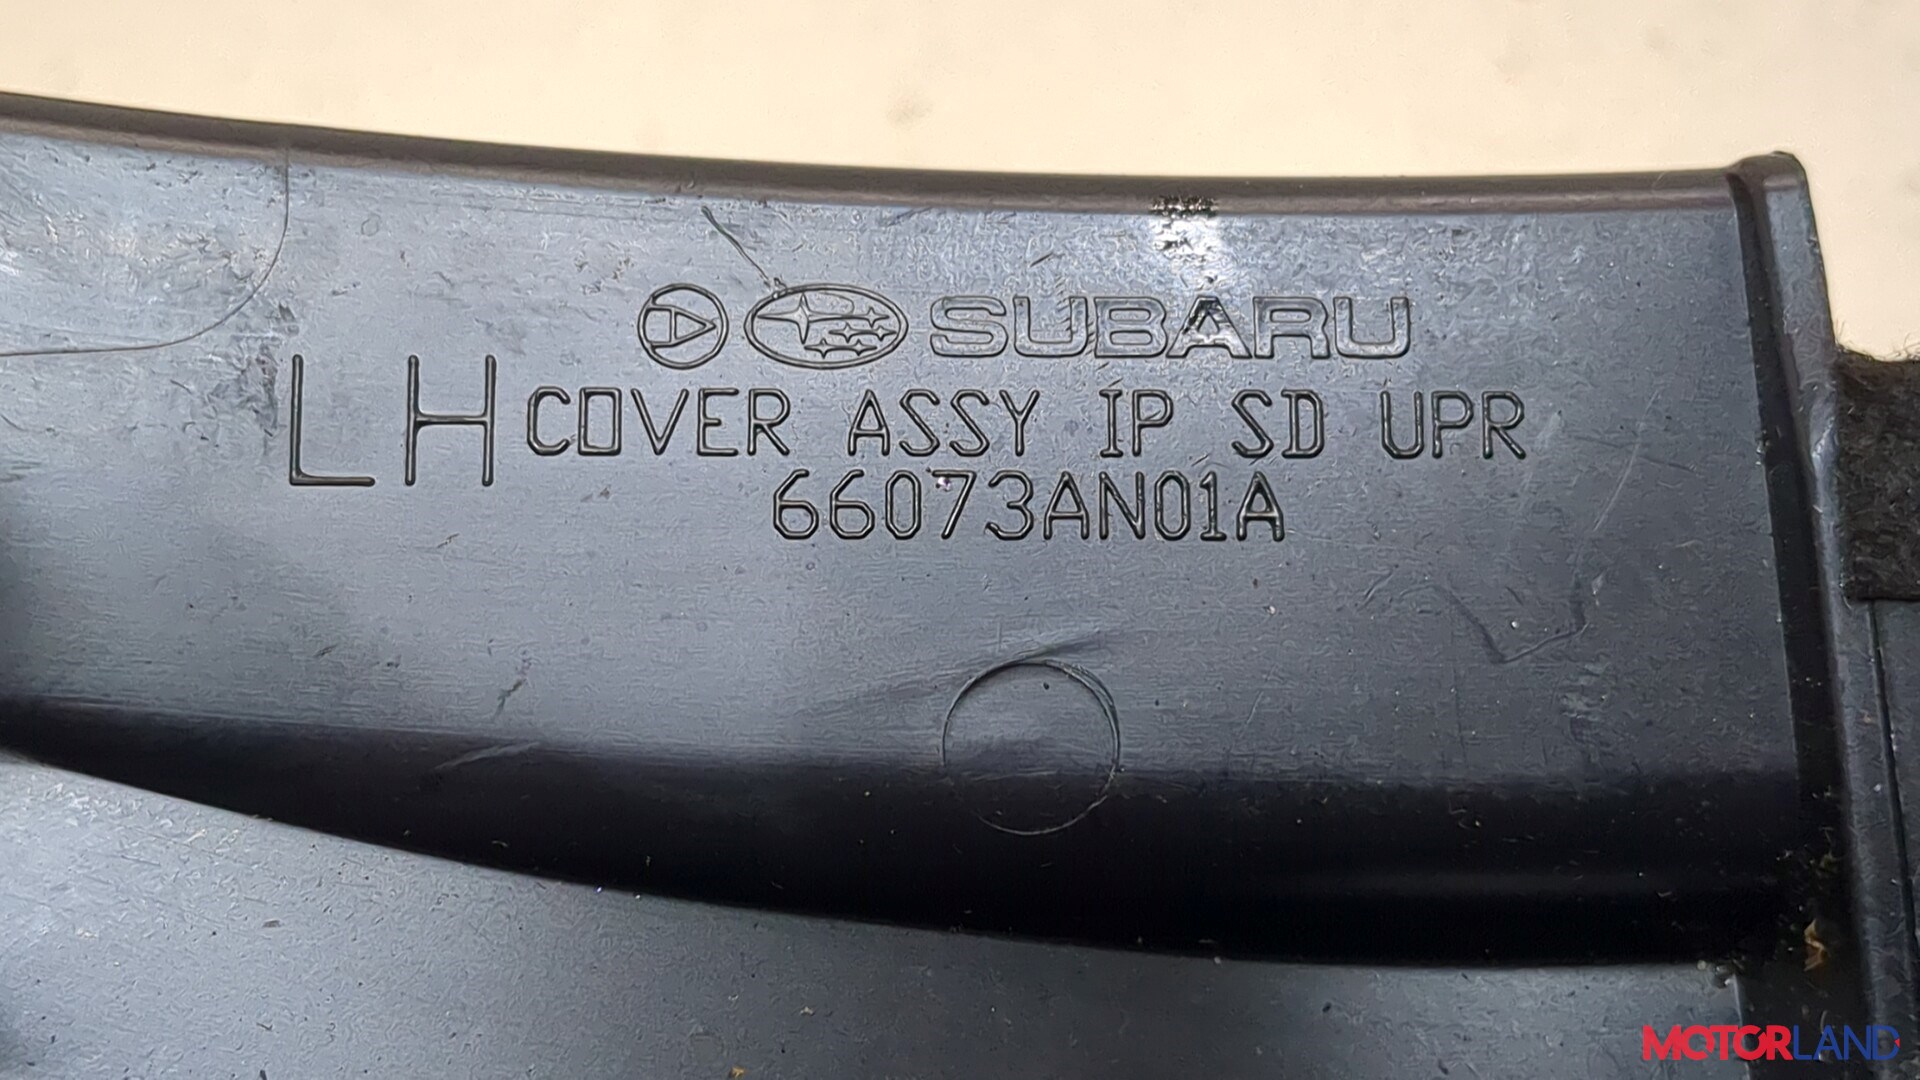 SUBARU
LH COVER ASSY IP SD UPR
66073AN01A
MOTORLAND